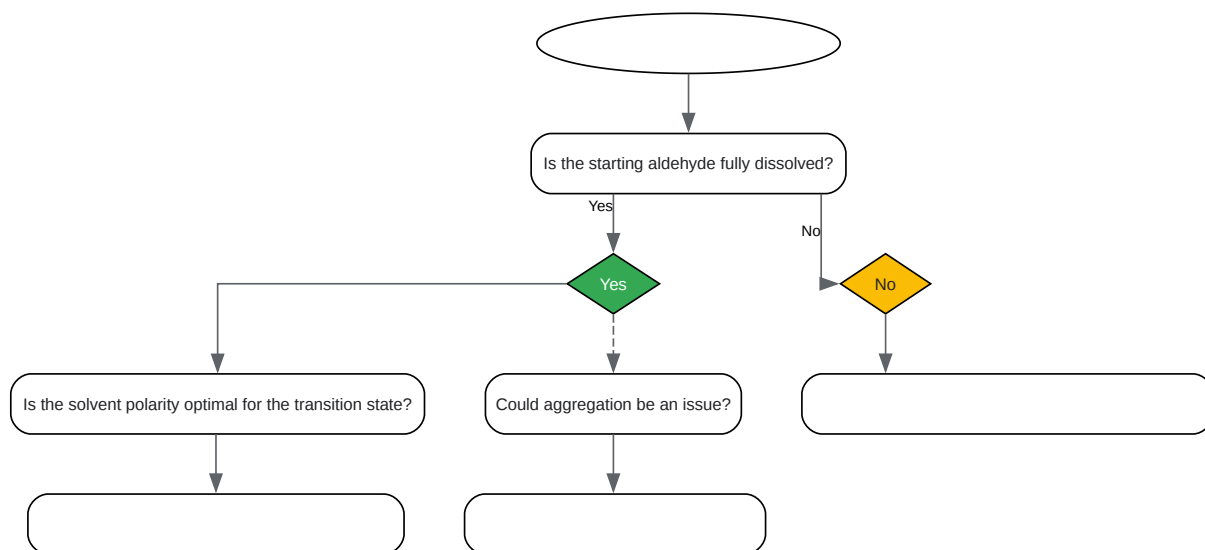 Is the starting aldehyde fully dissolved?
Yes
No
Yes
No
Is the solvent polarity optimal for the transition state?
Could aggregation be an issue?